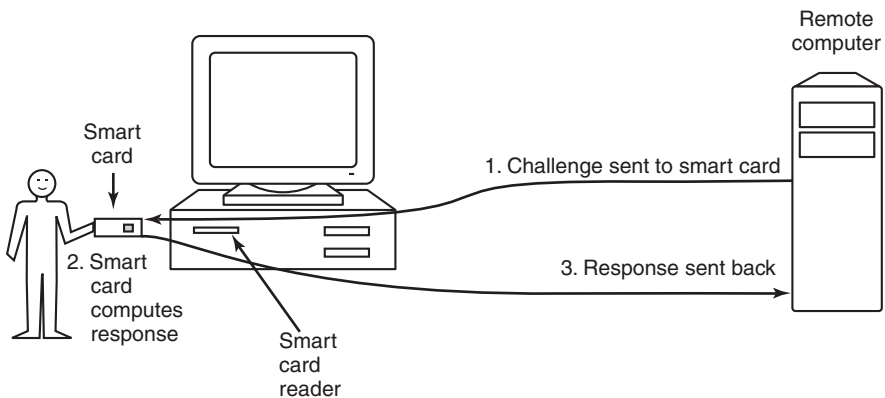 Remote
computer
Smart
card
1. Challenge sent to smart card
2. Smart
card
computes
response
3. Response sent back
Smart
card
reader